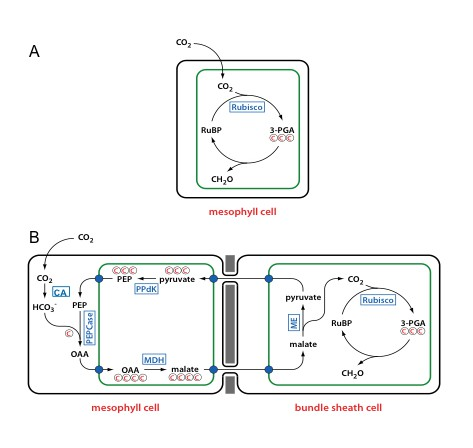 A
CO2
CO2
Rubisco
RuBP
3-PGA
C C C
CH2O
mesophyll cell
B
CO2
CO2
CA
HCO3-
C
PEP
PEPCase
OAA
C C C
PEP
PPdK
C C C
pyruvate
OAA
C C C C
MDH
malate
C C C C
pyruvate
ME
malate
CO2
Rubisco
RuBP
3-PGA
C C C
CH2O
mesophyll cell
bundle sheath cell